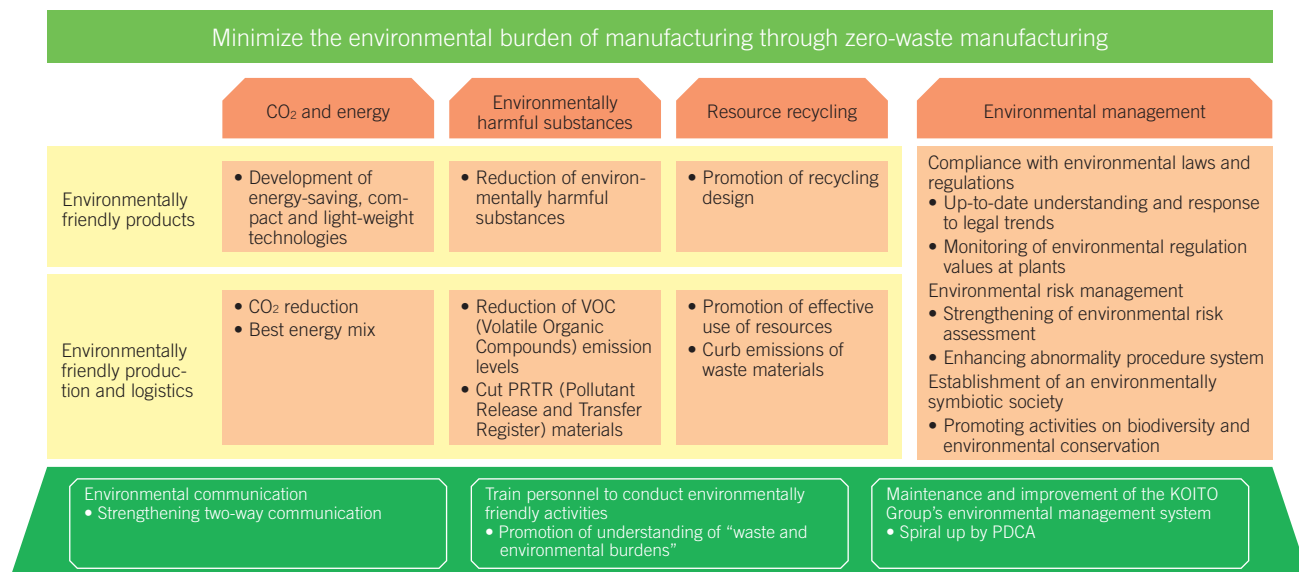 Minimize the environmental burden of manufacturing through zero-waste manufacturing
CO₂ and energy
Environmentally
harmful substances
Resource recycling
Environmental management
Environmentally
friendly products
• Development of
energy-saving, com-
pact and light-weight
technologies
• Reduction of environ-
mentally harmful
substances
• Promotion of recycling
design
Environmentally
friendly produc-
tion and logistics
• CO₂ reduction
• Best energy mix
• Reduction of VOC
(Volatile Organic
Compounds) emission
levels
• Cut PRTR (Pollutant
Release and Transfer
Register) materials
• Promotion of effective
use of resources
• Curb emissions of
waste materials
Compliance with environmental laws and
regulations
• Up-to-date understanding and response
to legal trends
• Monitoring of environmental regulation
values at plants
Environmental risk management
• Strengthening of environmental risk
assessment
• Enhancing abnormality procedure system
Establishment of an environmentally
symbiotic society
• Promoting activities on biodiversity and
environmental conservation
Environmental communication
• Strengthening two-way communication
Train personnel to conduct environmentally
friendly activities
• Promotion of understanding of “waste and
environmental burdens”
Maintenance and improvement of the KOITO
Group’s environmental management system
• Spiral up by PDCA